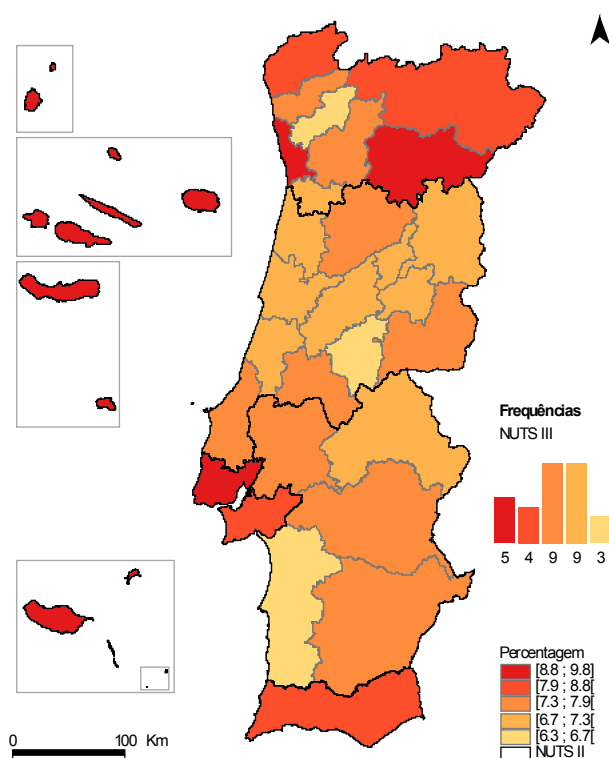 Frequências
NUTS III
5 4 9 9 3
Percentagem
[8.8 ; 9.8]
[7.9 ; 8.8[
[7.3 ; 7.9[
[6.7 ; 7.3[
[6.3 ; 6.7[
NUTS II
0 100 Km